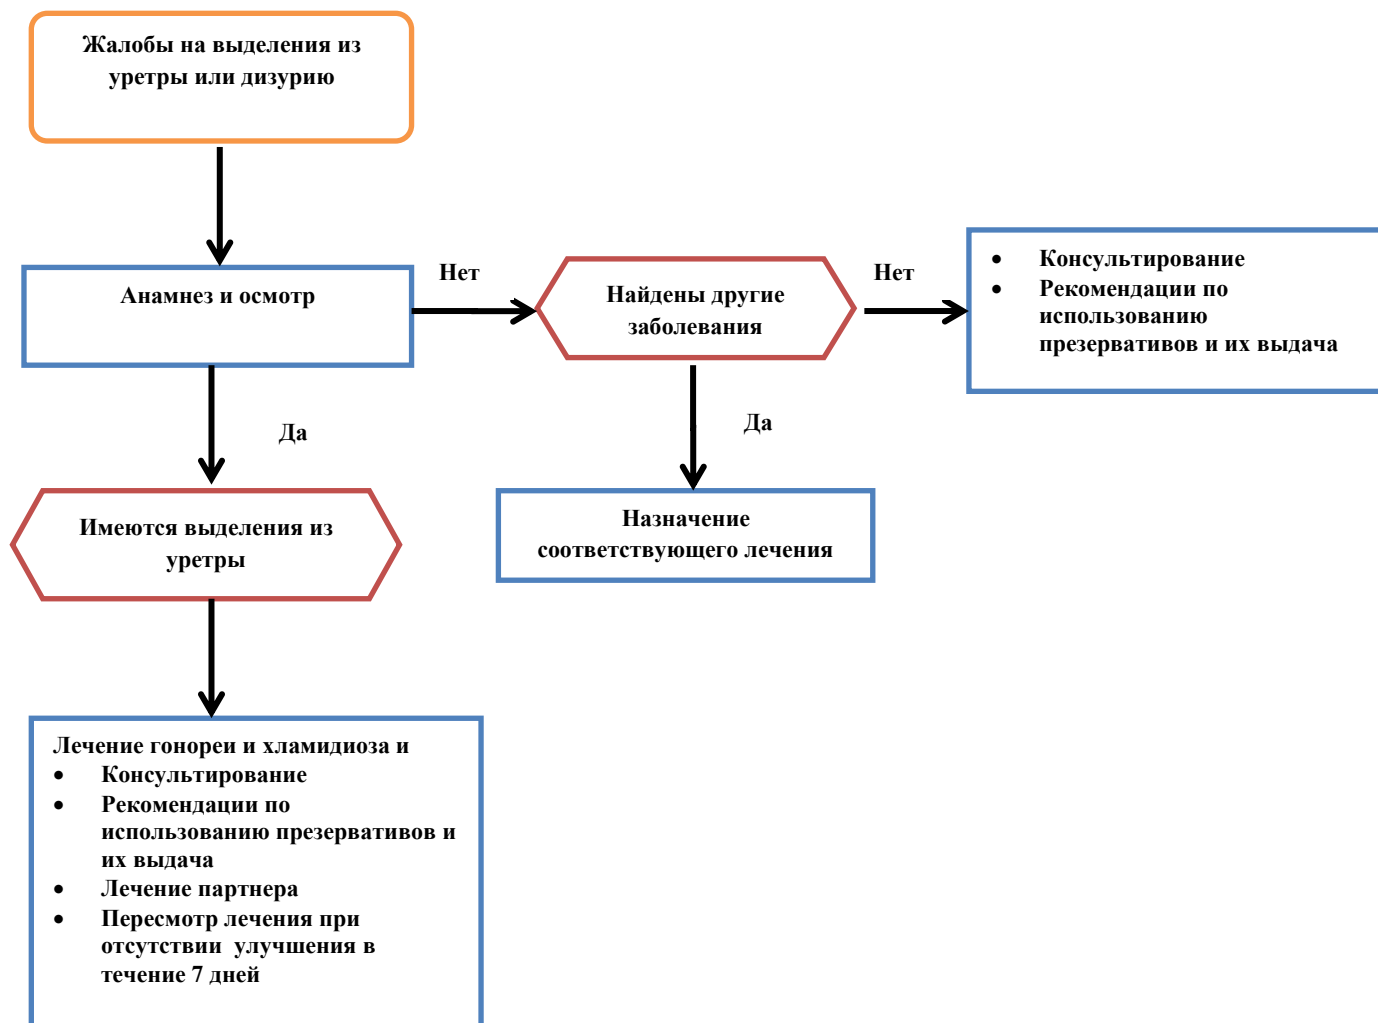 Жалобы на выделения из
уретры или дизурию
Анамнез и осмотр
Нет
Найдены другие
заболевания
Нет
• Консультирование
• Рекомендации по
использованию
презервативов и их выдача
Да
Да
Имеются выделения из
уретры
Назначение
соответствующего лечения
Лечение гонореи и хламидиоза и
• Консультирование
• Рекомендации по
использованию презервативов и
их выдача
• Лечение партнера
• Пересмотр лечения при
отсутствии улучшения в
течение 7 дней